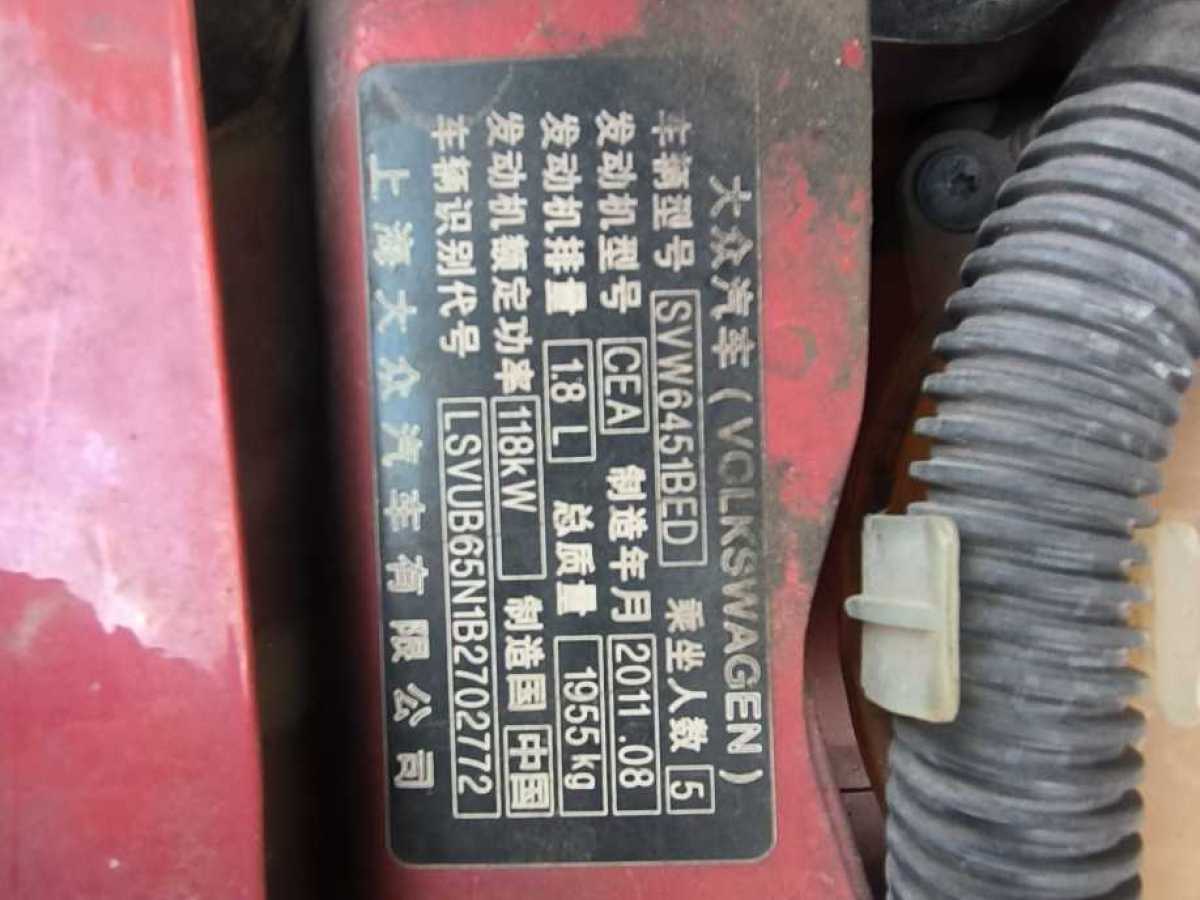 大众汽车(VOLKSWAGEN)
车辆型号 SVW6451BED 乘坐人数 5
发动机型号 CEA 制造年月 2011.08
发动机排量 1.8 L 总质量 1955kg
发动机额定功率 118kW 制造国 中国
车辆识别代号 LSVUB65N1B2702772
上海大众汽车有限公司